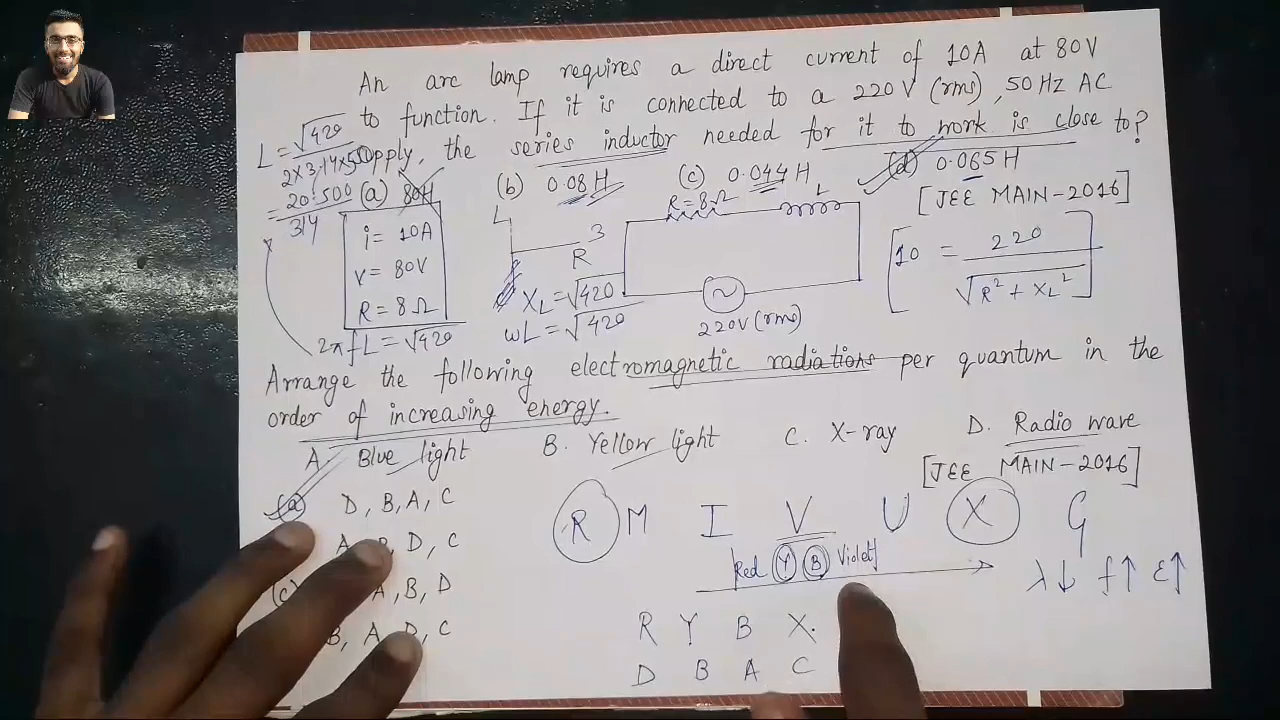 An arc lamp requires a direct current of 10A at 80V
to function. If it is connected to a 220V (rms), 50 Hz AC
supply, the series inductor needed for it to work is close to?
L = √420
2×3.14×50
= 20.500
314
(a) 80H (b) 0.08 H (c) 0.044 H (d) 0.065 H
[JEE MAIN-2016]
i = 10A
V = 80V
R = 8Ω
2πfL = √420
L
3
R
XL = √420
ωL = √420
R = 8Ω L
220V (rms)
10 = 220
√R² + XL²
Arrange the following electromagnetic radiations per quantum in the
order of increasing energy.
A. Blue light B. Yellow light C. X-ray D. Radio wave
[JEE MAIN-2016]
(a) D, B, A, C
A, B, D, C
(c) A, B, D
B, A, D, C
R M I V U X G
Red Y B Violet
λ↓ f↑ ε↑
R Y B X.
D B A C